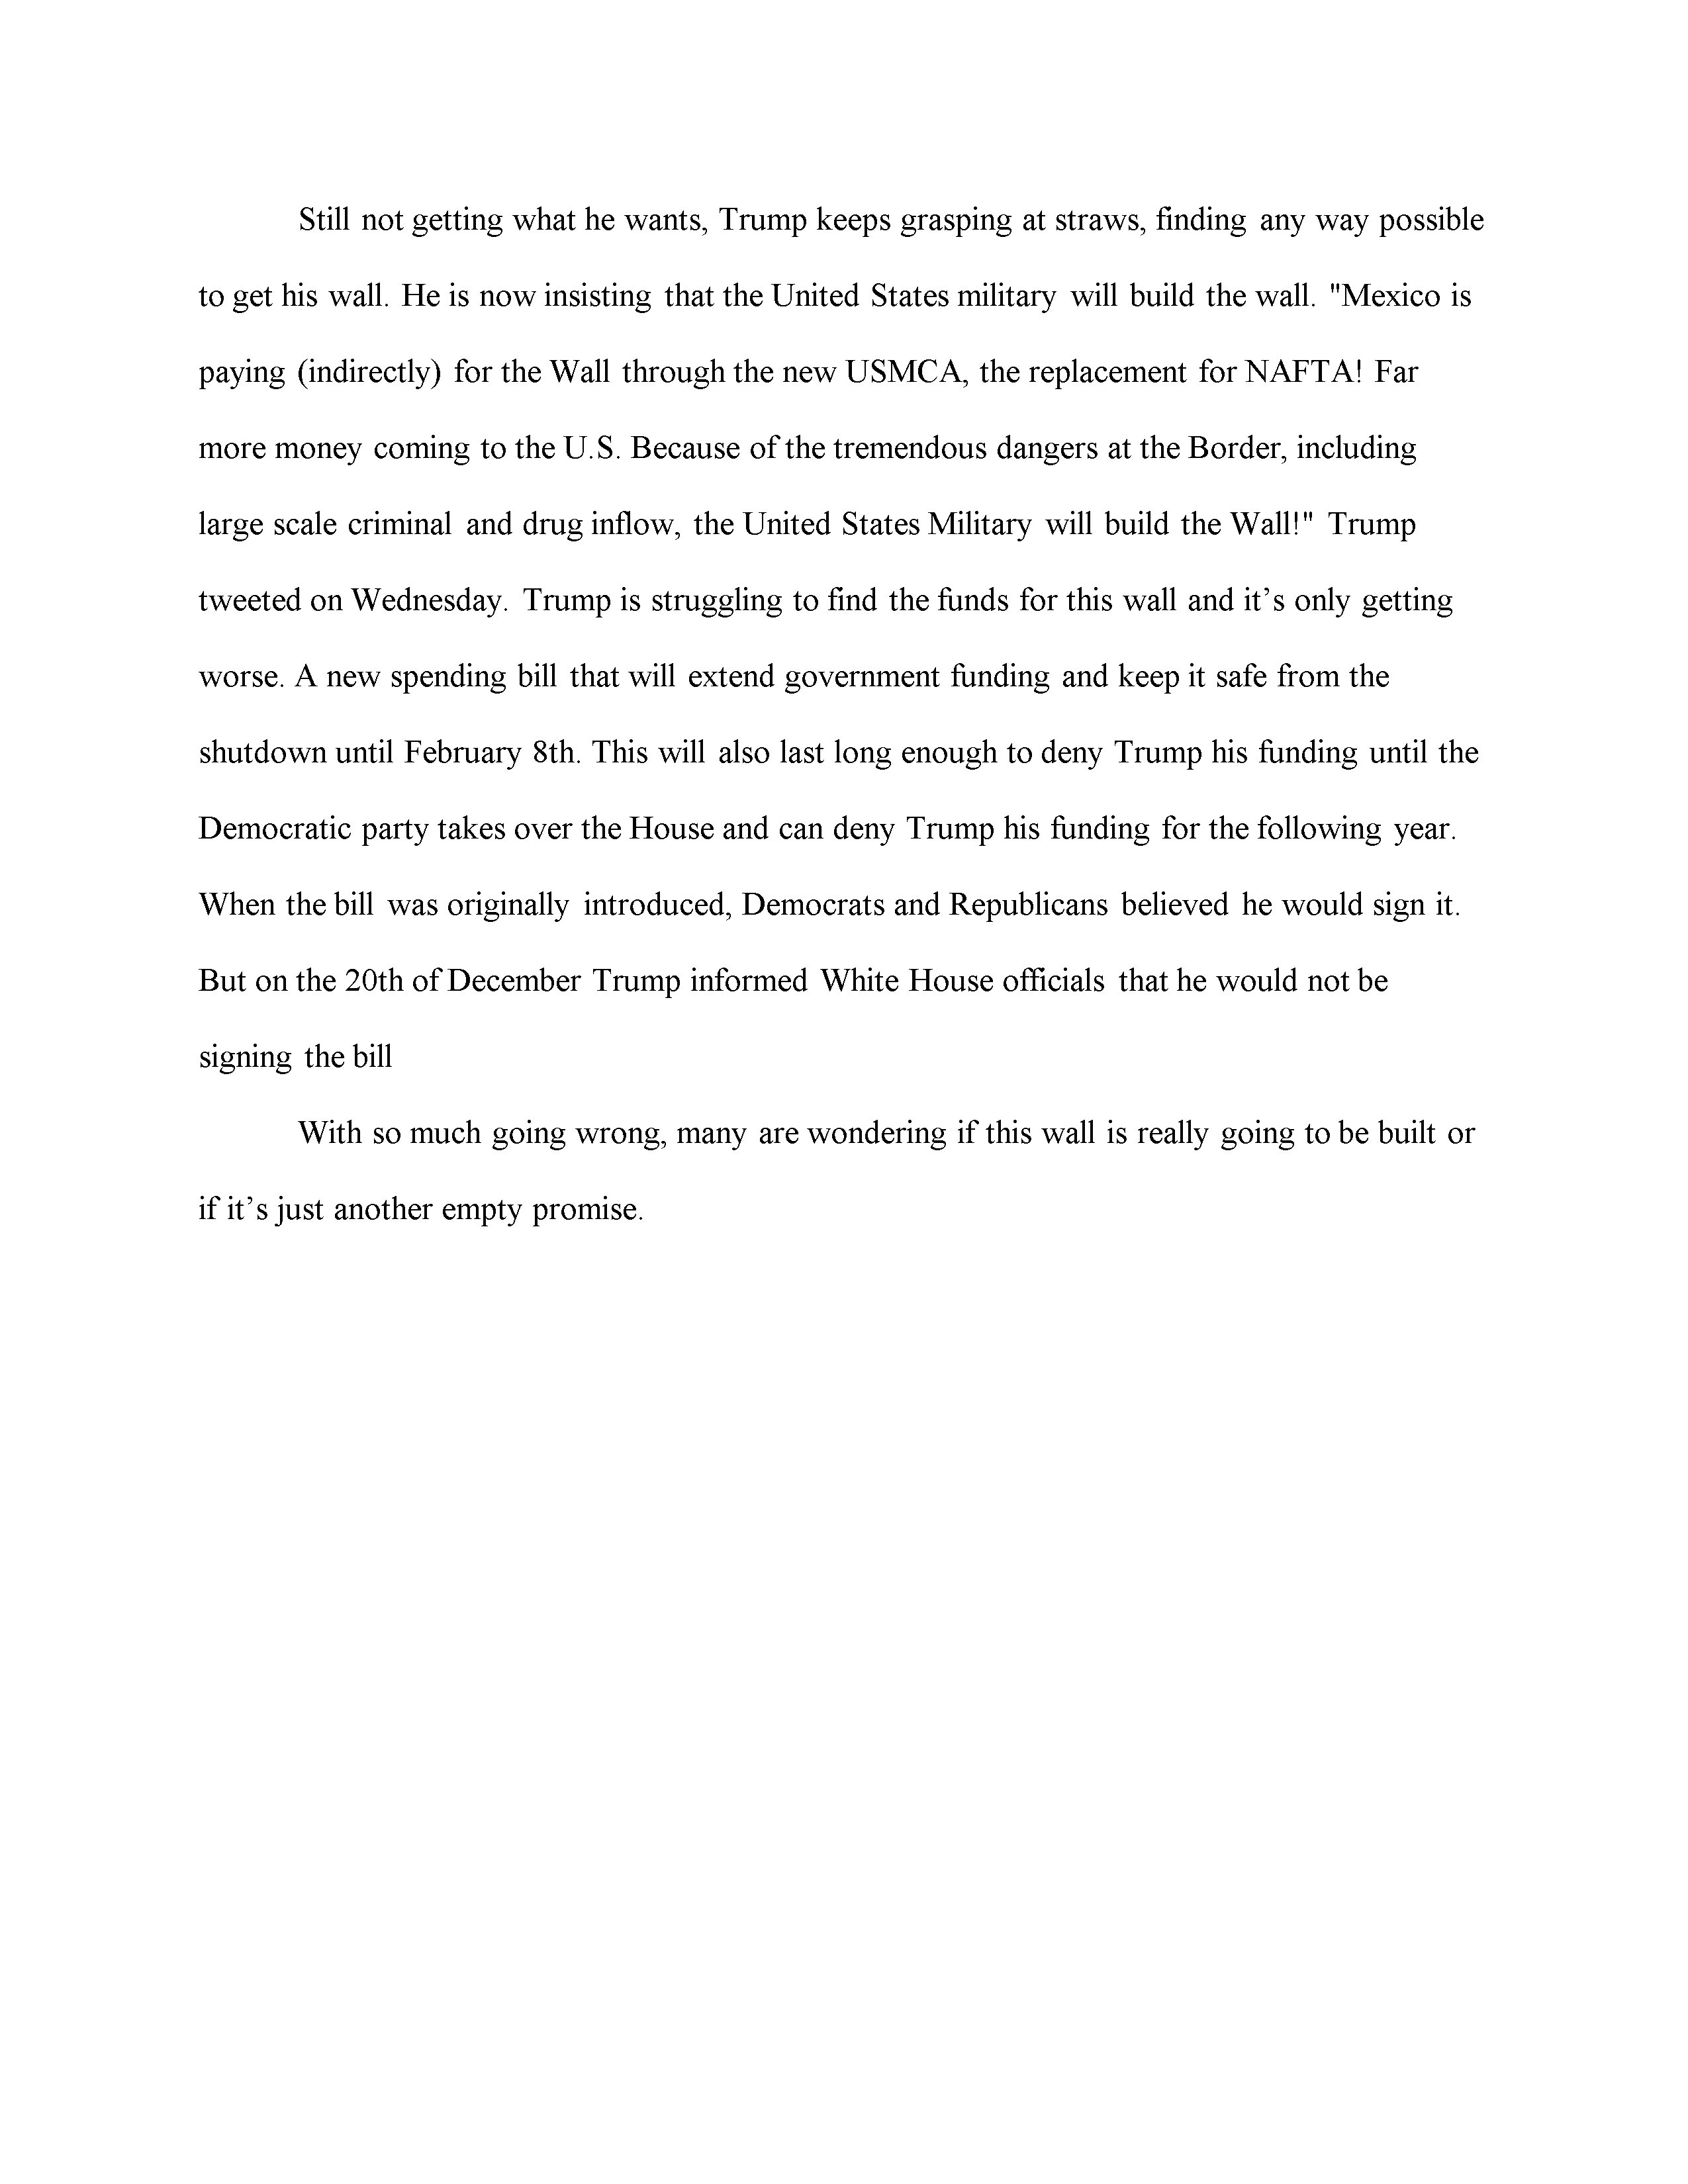 Still not getting what he wants, Trump keeps grasping at straws, finding any way possible
to get his wall. He is now insisting that the United States military will build the wall. "Mexico is
paying (indirectly) for the Wall through the new USMCA, the replacement for NAFTA! Far
more money coming to the U.S. Because of the tremendous dangers at the Border, including
large scale criminal and drug inflow, the United States Military will build the Wall!" Trump
tweeted on Wednesday. Trump is struggling to find the funds for this wall and it’s only getting
worse. A new spending bill that will extend government funding and keep it safe from the
shutdown until February 8th. This will also last long enough to deny Trump his funding until the
Democratic party takes over the House and can deny Trump his funding for the following year.
When the bill was originally introduced, Democrats and Republicans believed he would sign it.
But on the 20th of December Trump informed White House officials that he would not be
signing the bill
With so much going wrong, many are wondering if this wall is really going to be built or
if it’s just another empty promise.